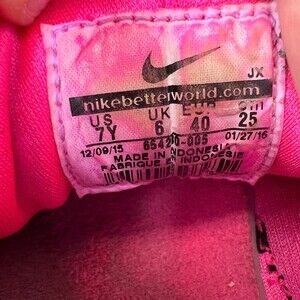 JX
nikebetterworld.com
US UK EUR cm
7Y 6 40 25
12/09/15 01/27/16
MADE IN INDONESIA
FABRIQUE EN INDONESIE